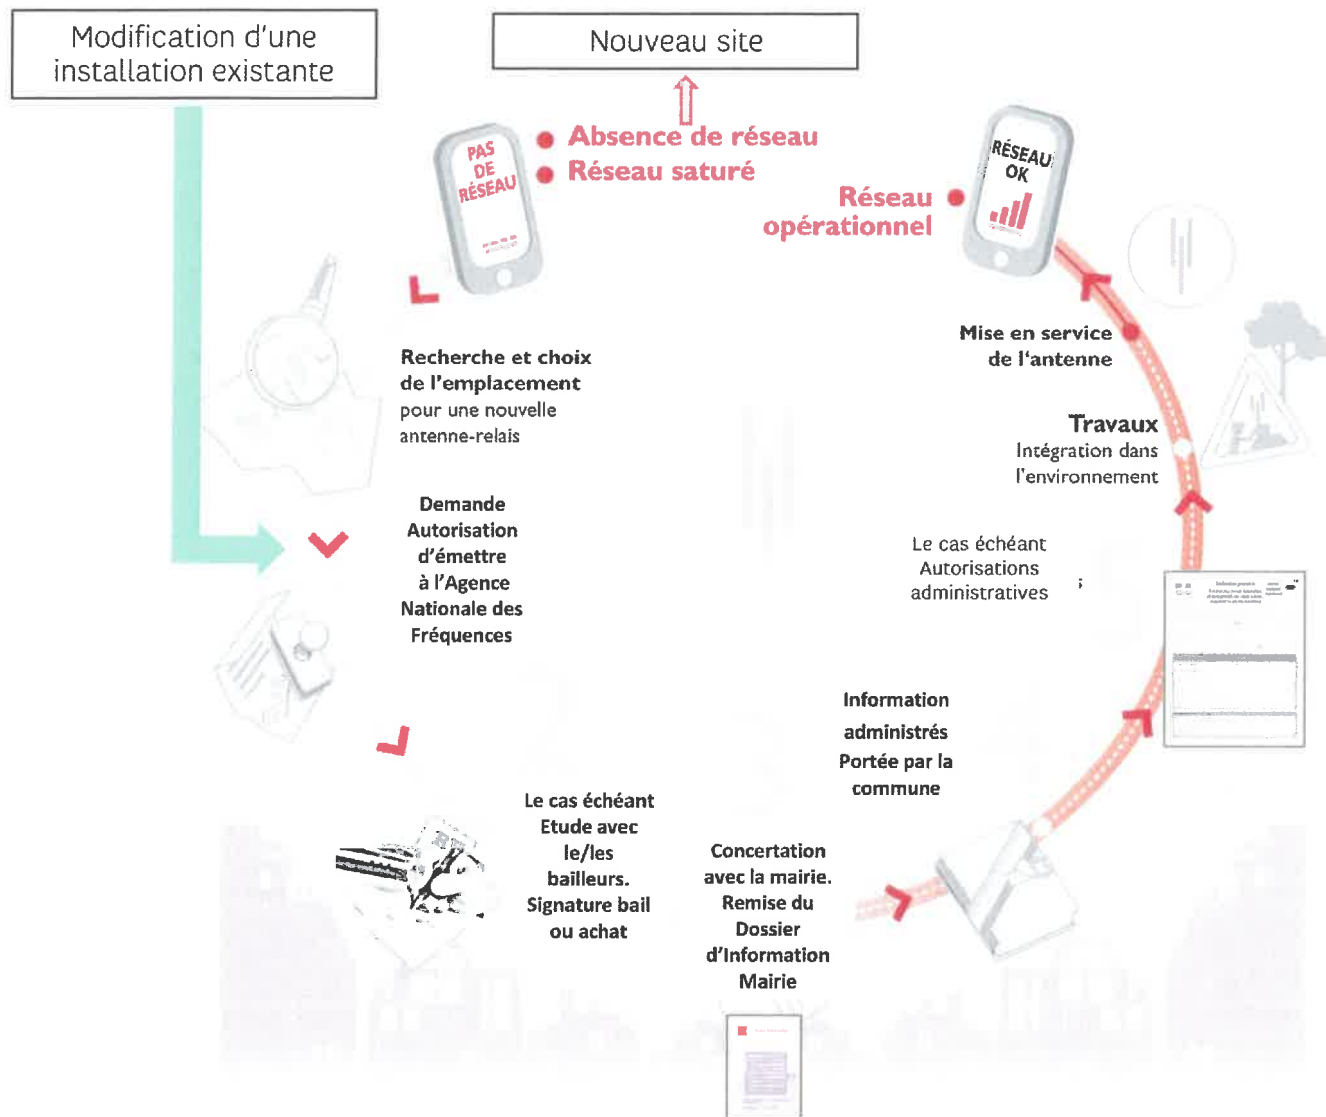 Modification d'une
installation existante
Nouveau site
Absence de réseau
Réseau saturé
PAS
DE
RÉSEAU
RÉSEAU
OK
Réseau
opérationnel
Mise en service
de l'antenne
Recherche et choix
de l'emplacement
pour une nouvelle
antenne-relais
Travaux
Intégration dans
l'environnement
Demande
Autorisation
d'émettre
à l'Agence
Nationale des
Fréquences
Le cas échéant
Autorisations
administratives
Information
administrés
Portée par la
commune
Le cas échéant
Etude avec
le/les
bailleurs.
Signature bail
ou achat
Concertation
avec la mairie.
Remise du
Dossier
d'Information
Mairie